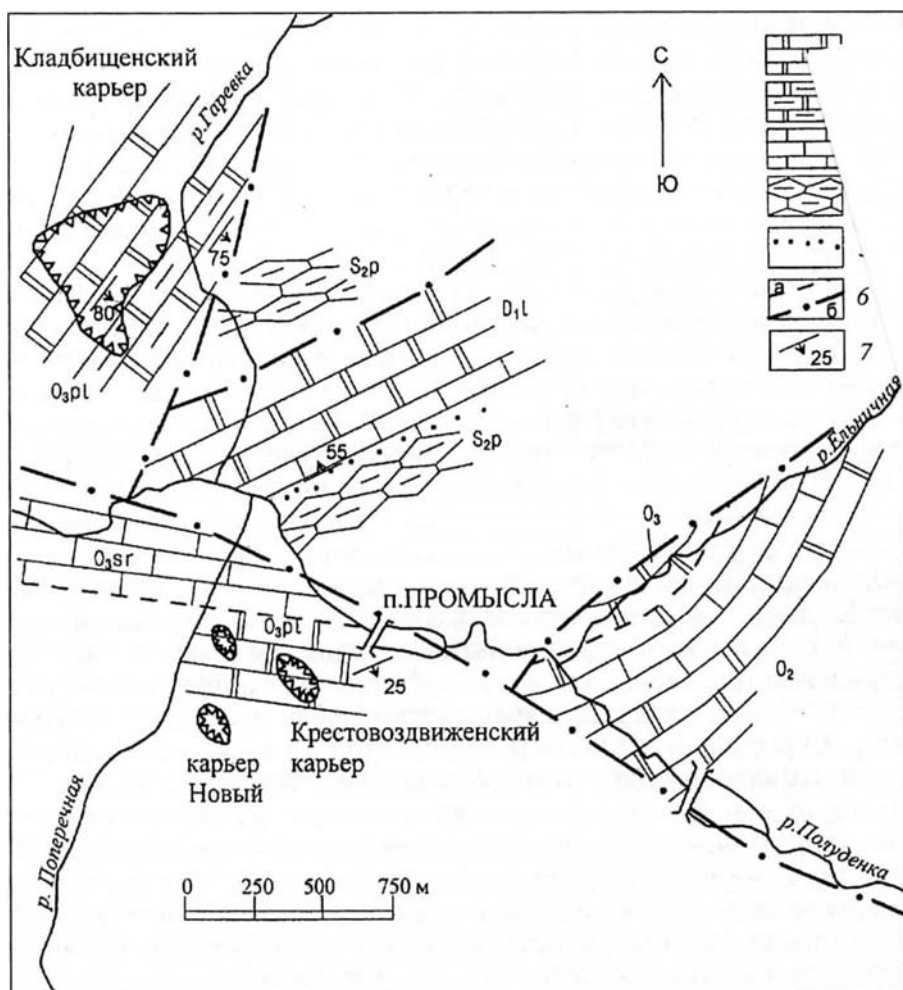 Кладбищенский
карьер
р.Гаревка
С
Ю
75
80
O₃pl
S₂p
D₁l
а
б
6
25
7
55
S₂p
р.Ельничная
O₃
O₃sr
п.ПРОМЫСЛА
O₃pl
25
O₂
Крестовоздвиженский
карьер
карьер
Новый
р. Поперечная
р.Полуденка
0 250 500 750 м